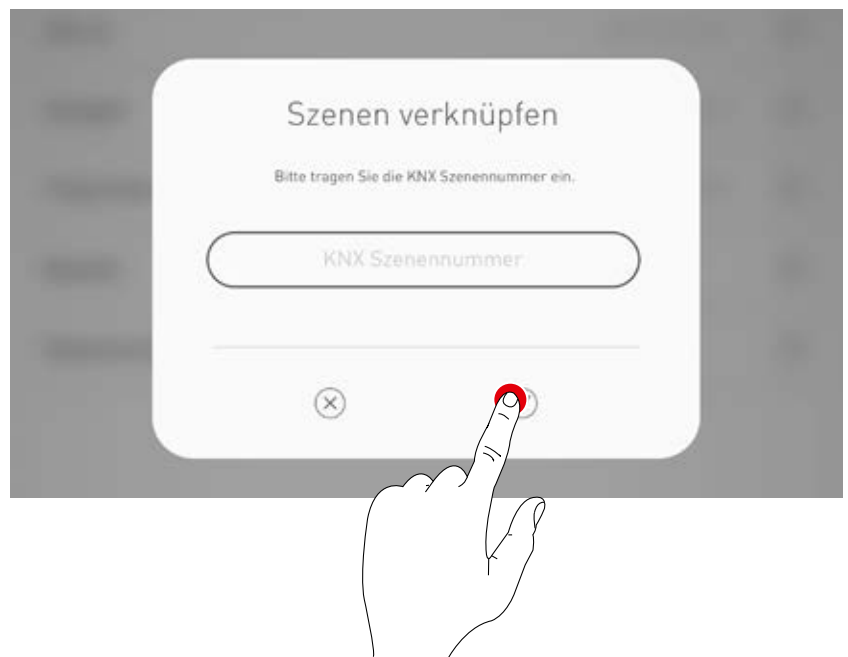 Szenen verknüpfen
Bitte tragen Sie die KNX Szenennummer ein.
KNX Szenennummer